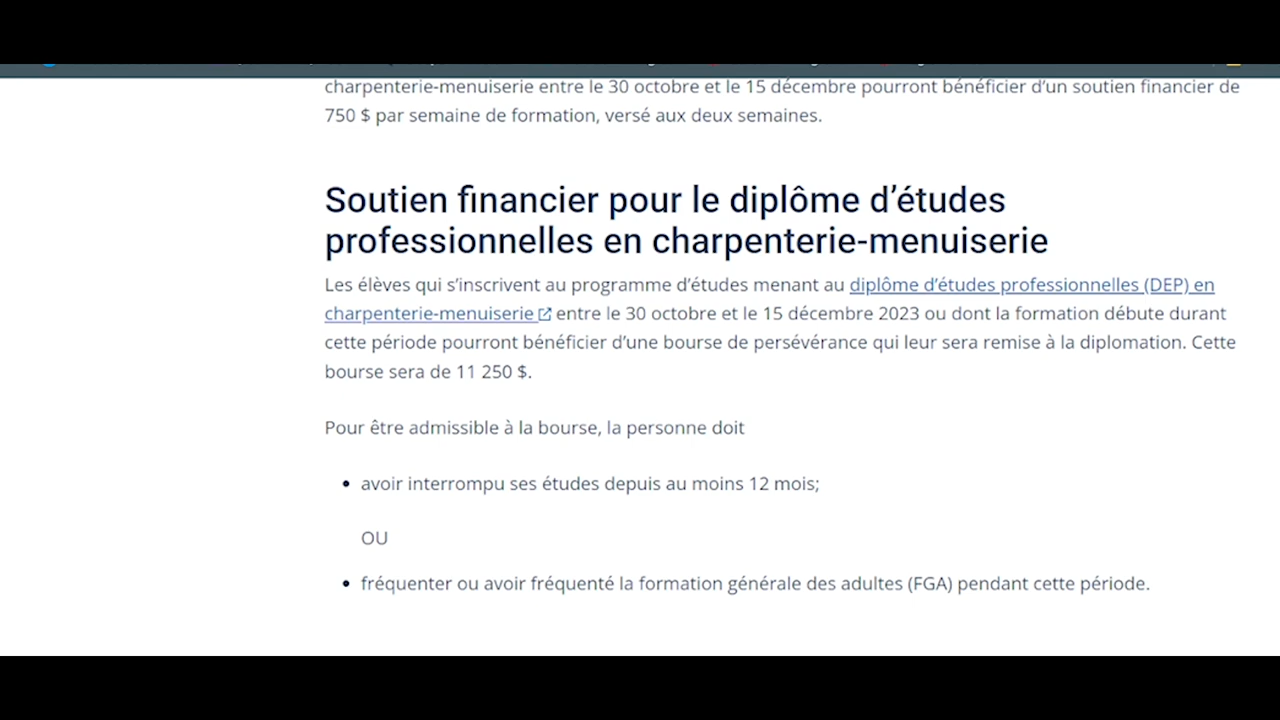 charpenterie-menuiserie entre le 30 octobre et le 15 décembre pourront bénéficier d’un soutien financier de
750 $ par semaine de formation, versé aux deux semaines.
Soutien financier pour le diplôme d’études
professionnelles en charpenterie-menuiserie
Les élèves qui s’inscrivent au programme d’études menant au diplôme d’études professionnelles (DEP) en
charpenterie-menuiserie entre le 30 octobre et le 15 décembre 2023 ou dont la formation débute durant
cette période pourront bénéficier d’une bourse de persévérance qui leur sera remise à la diplomation. Cette
bourse sera de 11 250 $.
Pour être admissible à la bourse, la personne doit
• avoir interrompu ses études depuis au moins 12 mois;
OU
• fréquenter ou avoir fréquenté la formation générale des adultes (FGA) pendant cette période.